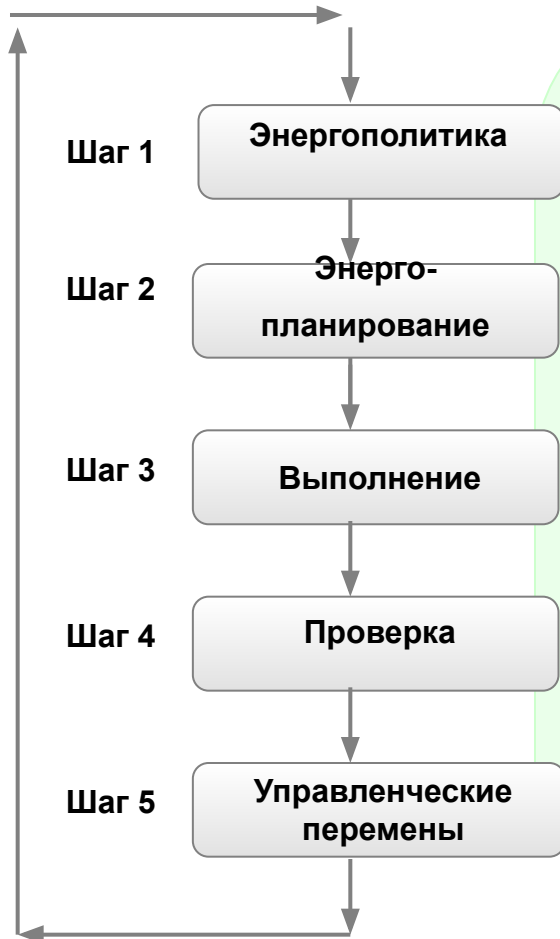 Шаг 1
Энергополитика
Шаг 2
Энерго-
планирование
Шаг 3
Выполнение
Шаг 4
Проверка
Шаг 5
Управленческие
перемены